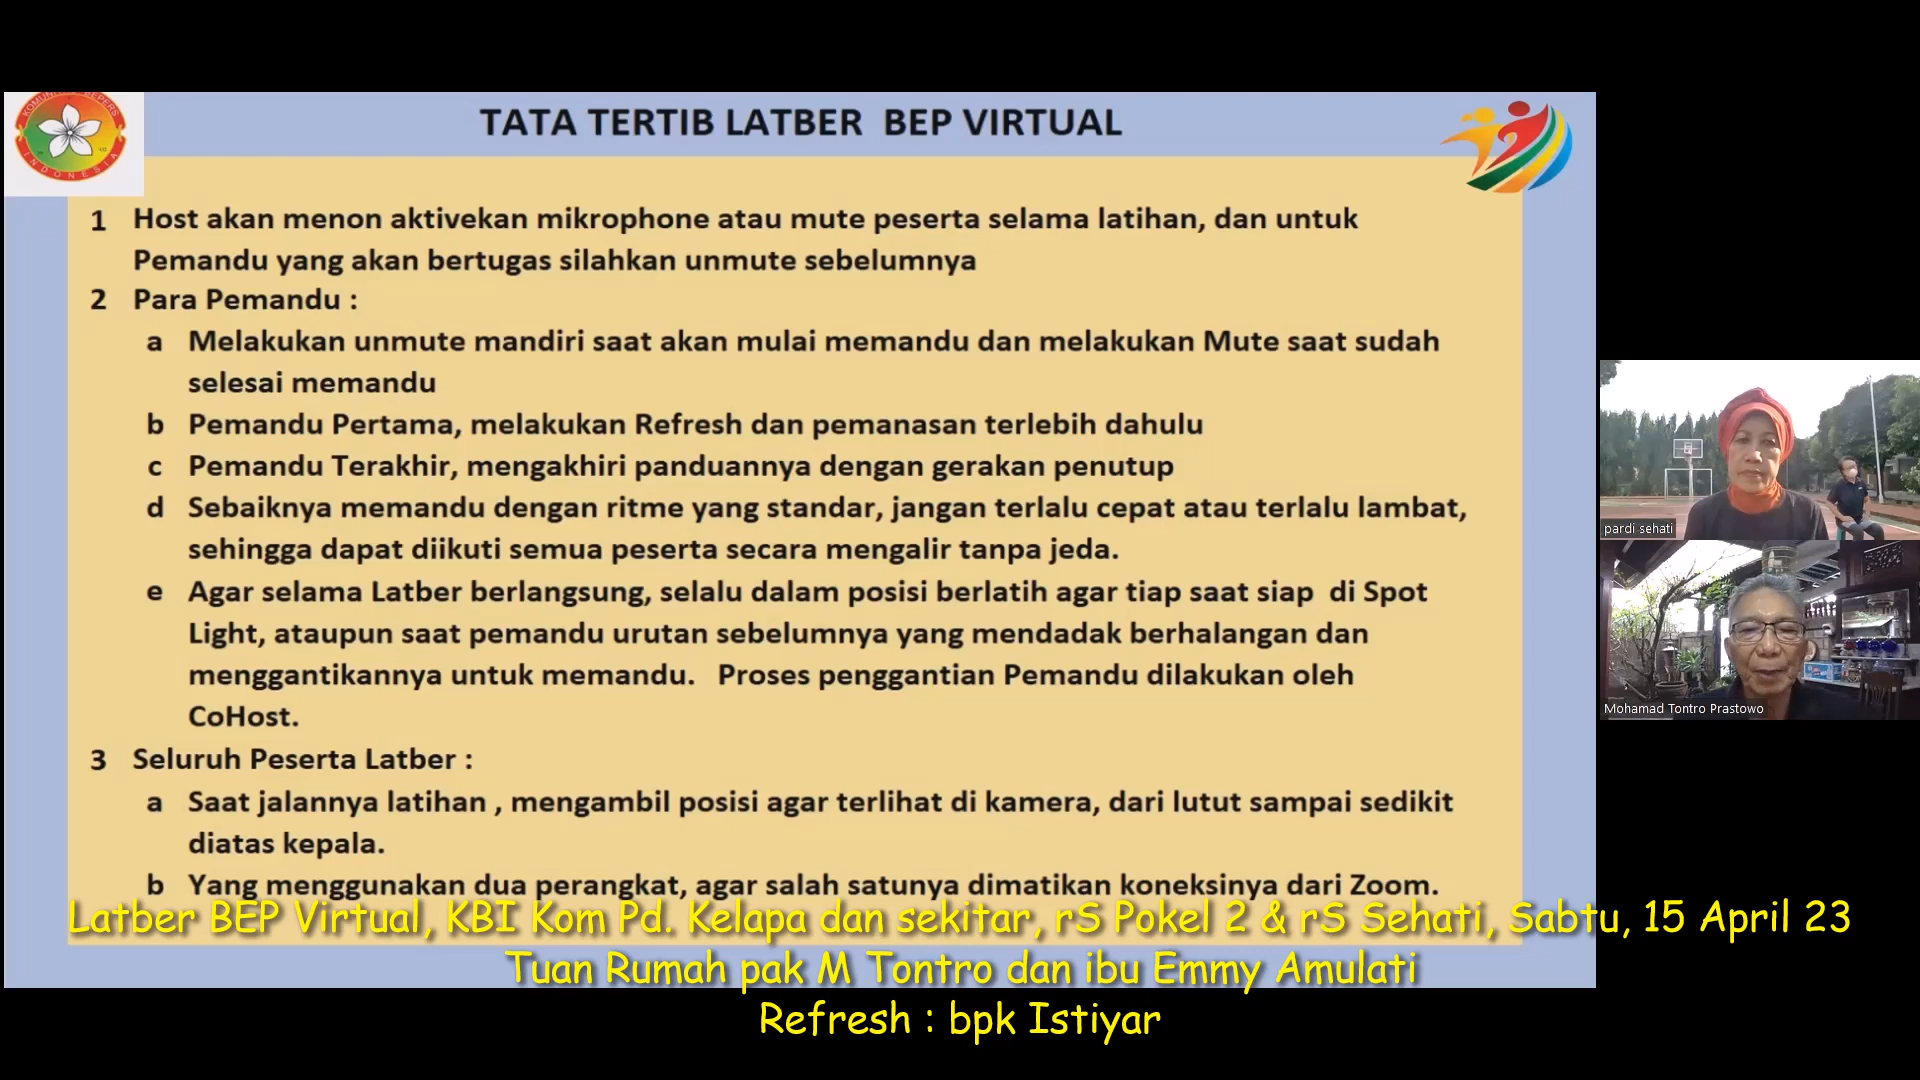 KOMUNITAS BEPERS
INDONESIA
TATA TERTIB LATBER BEP VIRTUAL
1 Host akan menon aktivekan mikrophone atau mute peserta selama latihan, dan untuk
Pemandu yang akan bertugas silahkan unmute sebelumnya
2 Para Pemandu :
a Melakukan unmute mandiri saat akan mulai memandu dan melakukan Mute saat sudah
selesai memandu
b Pemandu Pertama, melakukan Refresh dan pemanasan terlebih dahulu
c Pemandu Terakhir, mengakhiri panduannya dengan gerakan penutup
d Sebaiknya memandu dengan ritme yang standar, jangan terlalu cepat atau terlalu lambat,
sehingga dapat diikuti semua peserta secara mengalir tanpa jeda.
e Agar selama Latber berlangsung, selalu dalam posisi berlatih agar tiap saat siap di Spot
Light, ataupun saat pemandu urutan sebelumnya yang mendadak berhalangan dan
menggantikannya untuk memandu. Proses penggantian Pemandu dilakukan oleh
CoHost.
3 Seluruh Peserta Latber :
a Saat jalannya latihan , mengambil posisi agar terlihat di kamera, dari lutut sampai sedikit
diatas kepala.
b Yang menggunakan dua perangkat, agar salah satunya dimatikan koneksinya dari Zoom.
pardi sehati
Mohamad Tontro Prastowo
Latber BEP Virtual, KBI Kom Pd. Kelapa dan sekitar, rS Pokel 2 & rS Sehati, Sabtu, 15 April 23
Tuan Rumah pak M Tontro dan ibu Emmy Amulati
Refresh : bpk Istiyar